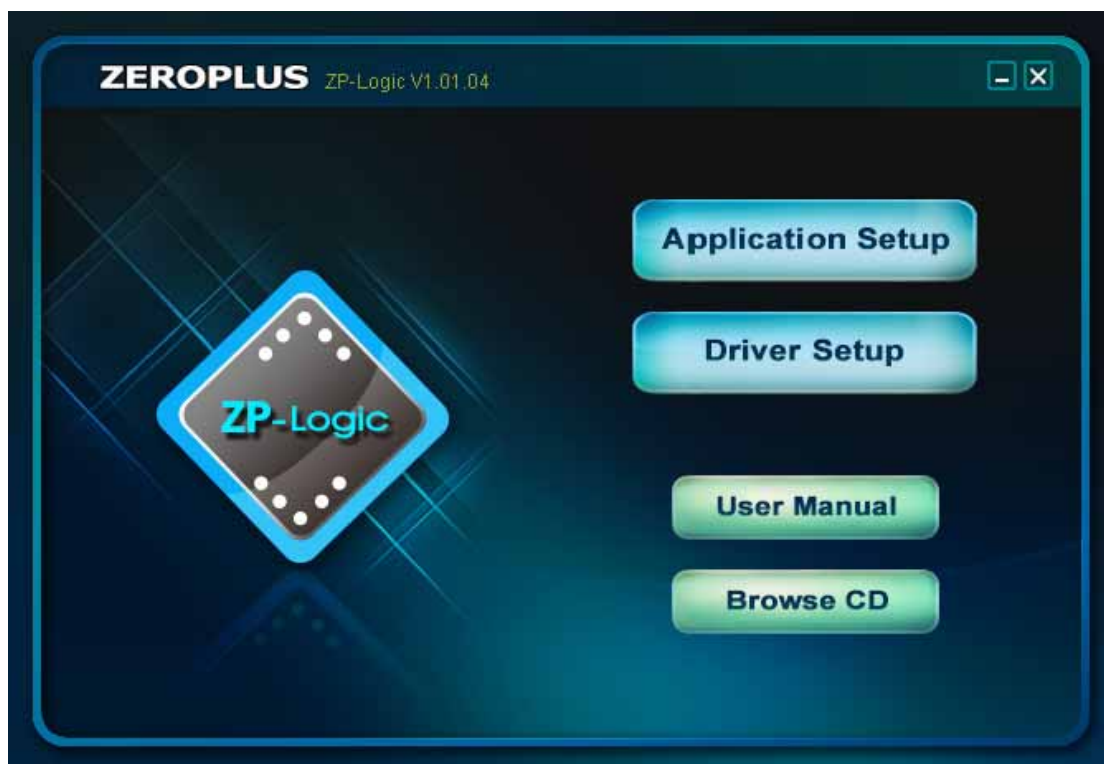 ZEROPLUS ZP-Logic V1.01.04
Application Setup
Driver Setup
ZP-Logic
User Manual
Browse CD